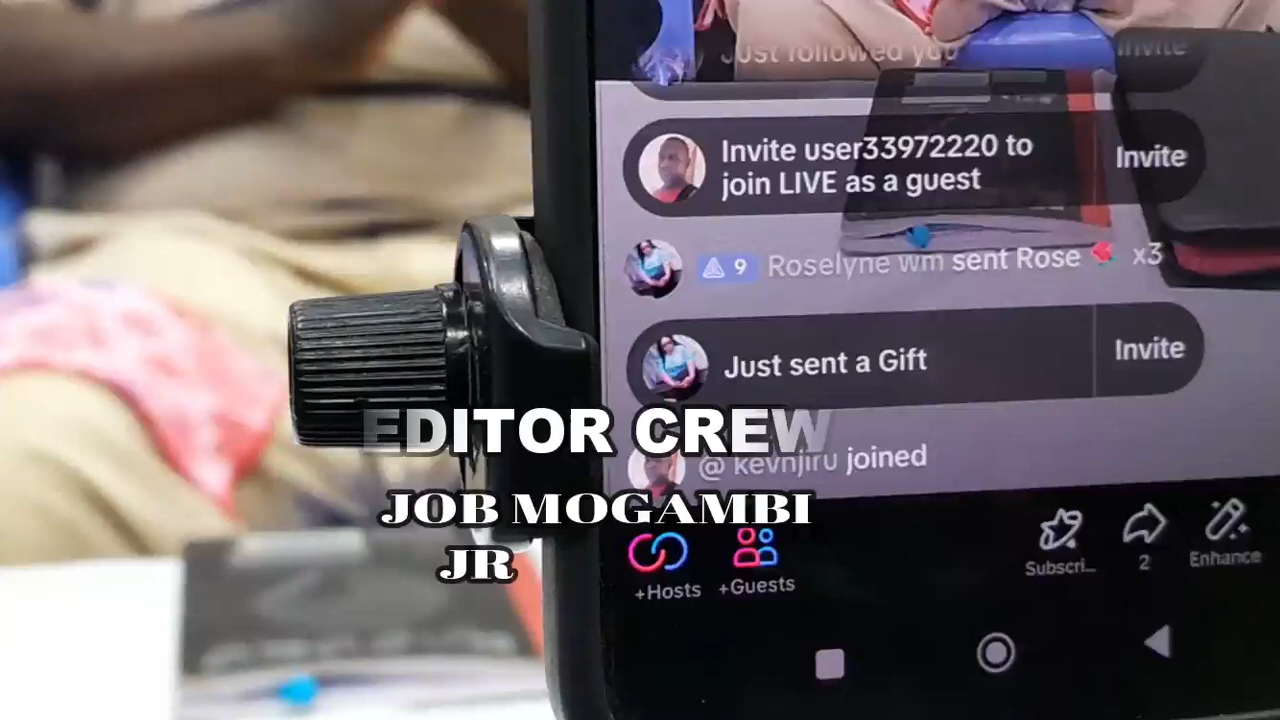 Just followed you
Invite
Invite user33972220 to
join LIVE as a guest
Invite
9 Roselyne wm sent Rose x3
Just sent a Gift
Invite
EDITOR CREW
@ kevnjiru joined
JOB MOGAMBI
JR
+Hosts
+Guests
Subscri...
2
Enhance